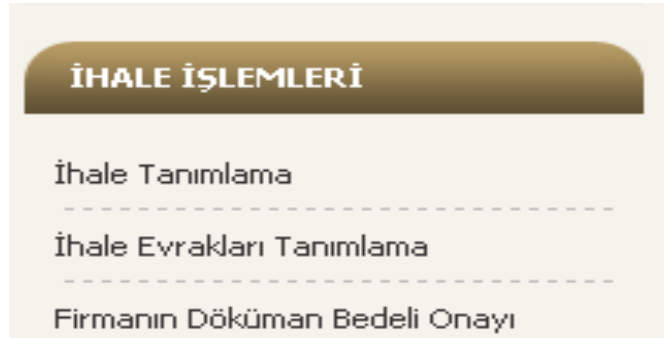 İHALE İŞLEMLERİ
İhale Tanımlama
İhale Evrakları Tanımlama
Firmanın Döküman Bedeli Onayı